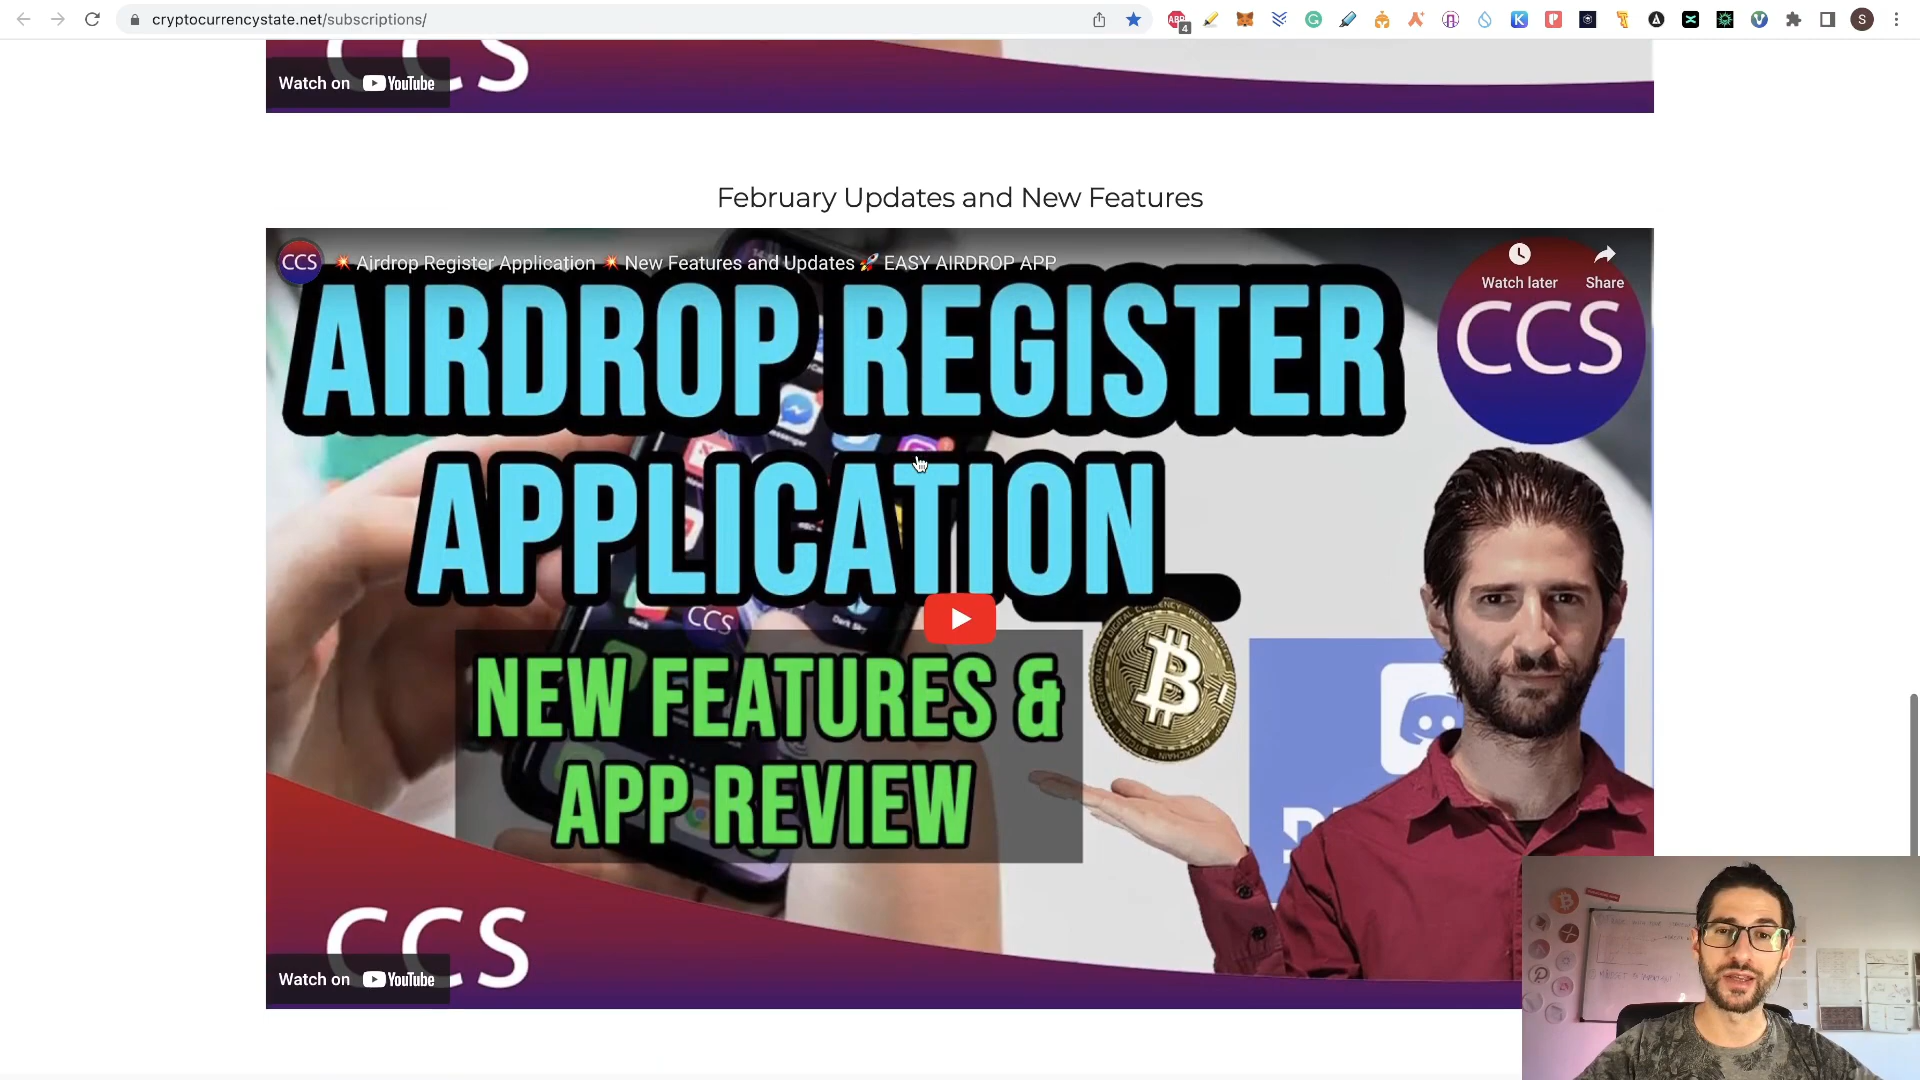 cryptocurrencystate.net/subscriptions/
4
S
CCS
Watch on YouTube
February Updates and New Features
CCS
💥 Airdrop Register Application 💥 New Features and Updates 🚀 EASY AIRDROP APP
Watch later
Share
CCS
AIRDROP REGISTER
APPLICATION
CCS
NEW FEATURES &
APP REVIEW
CCS
Watch on YouTube